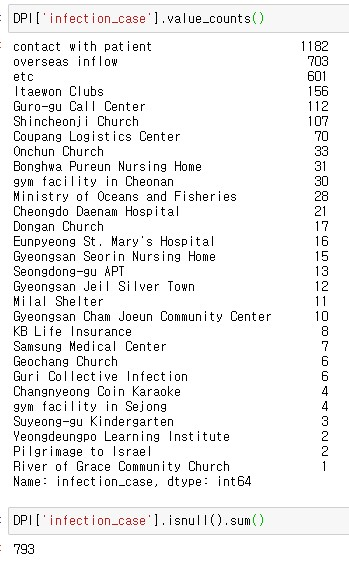 DPI['infection_case'].value_counts()
contact with patient 1182
overseas inflow 703
etc 601
Itaewon Clubs 156
Guro-gu Call Center 112
Shincheonji Church 107
Coupang Logistics Center 70
Onchun Church 33
Bonghwa Pureun Nursing Home 31
gym facility in Cheonan 30
Ministry of Oceans and Fisheries 28
Cheongdo Daenam Hospital 21
Dongan Church 17
Eunpyeong St. Mary's Hospital 16
Gyeongsan Seorin Nursing Home 15
Seongdong-gu APT 13
Gyeongsan Jeil Silver Town 12
Milal Shelter 11
Gyeongsan Cham Joeun Community Center 10
KB Life Insurance 8
Samsung Medical Center 7
Geochang Church 6
Guri Collective Infection 6
Changnyeong Coin Karaoke 4
gym facility in Sejong 4
Suyeong-gu Kindergarten 3
Yeongdeungpo Learning Institute 2
Pilgrimage to Israel 2
River of Grace Community Church 1
Name: infection_case, dtype: int64
DPI['infection_case'].isnull().sum()
793